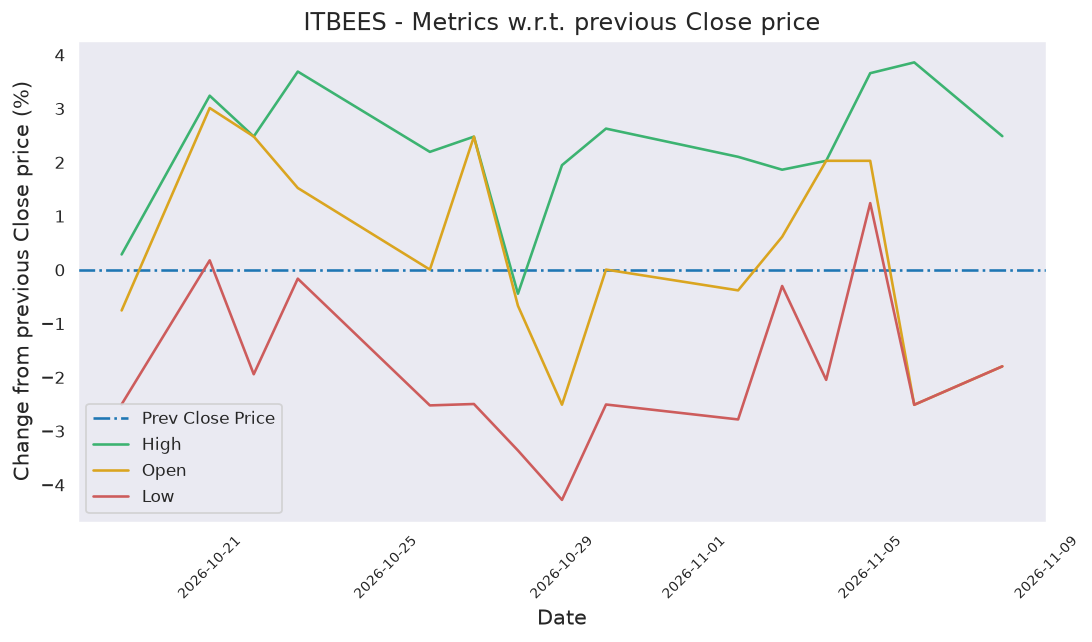 ITBEES - Metrics w.r.t. previous Close price
Change from previous Close price (%)
4
3
2
1
0
−1
−2
−3
−4
Prev Close Price
High
Open
Low
2026-10-21
2026-10-25
2026-10-29
2026-11-01
2026-11-05
2026-11-09
Date